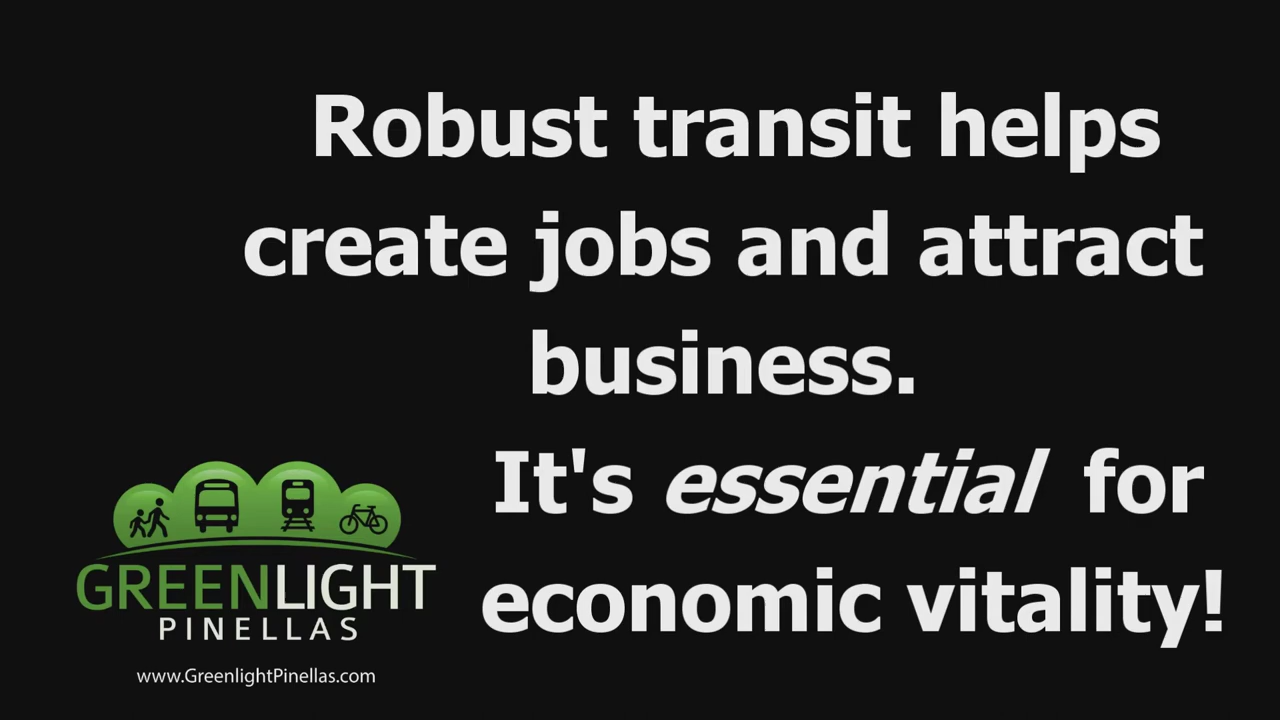 Robust transit helps
create jobs and attract
business.
It's essential for
economic vitality!
GREENLIGHT
PINELLAS
www.GreenlightPinellas.com